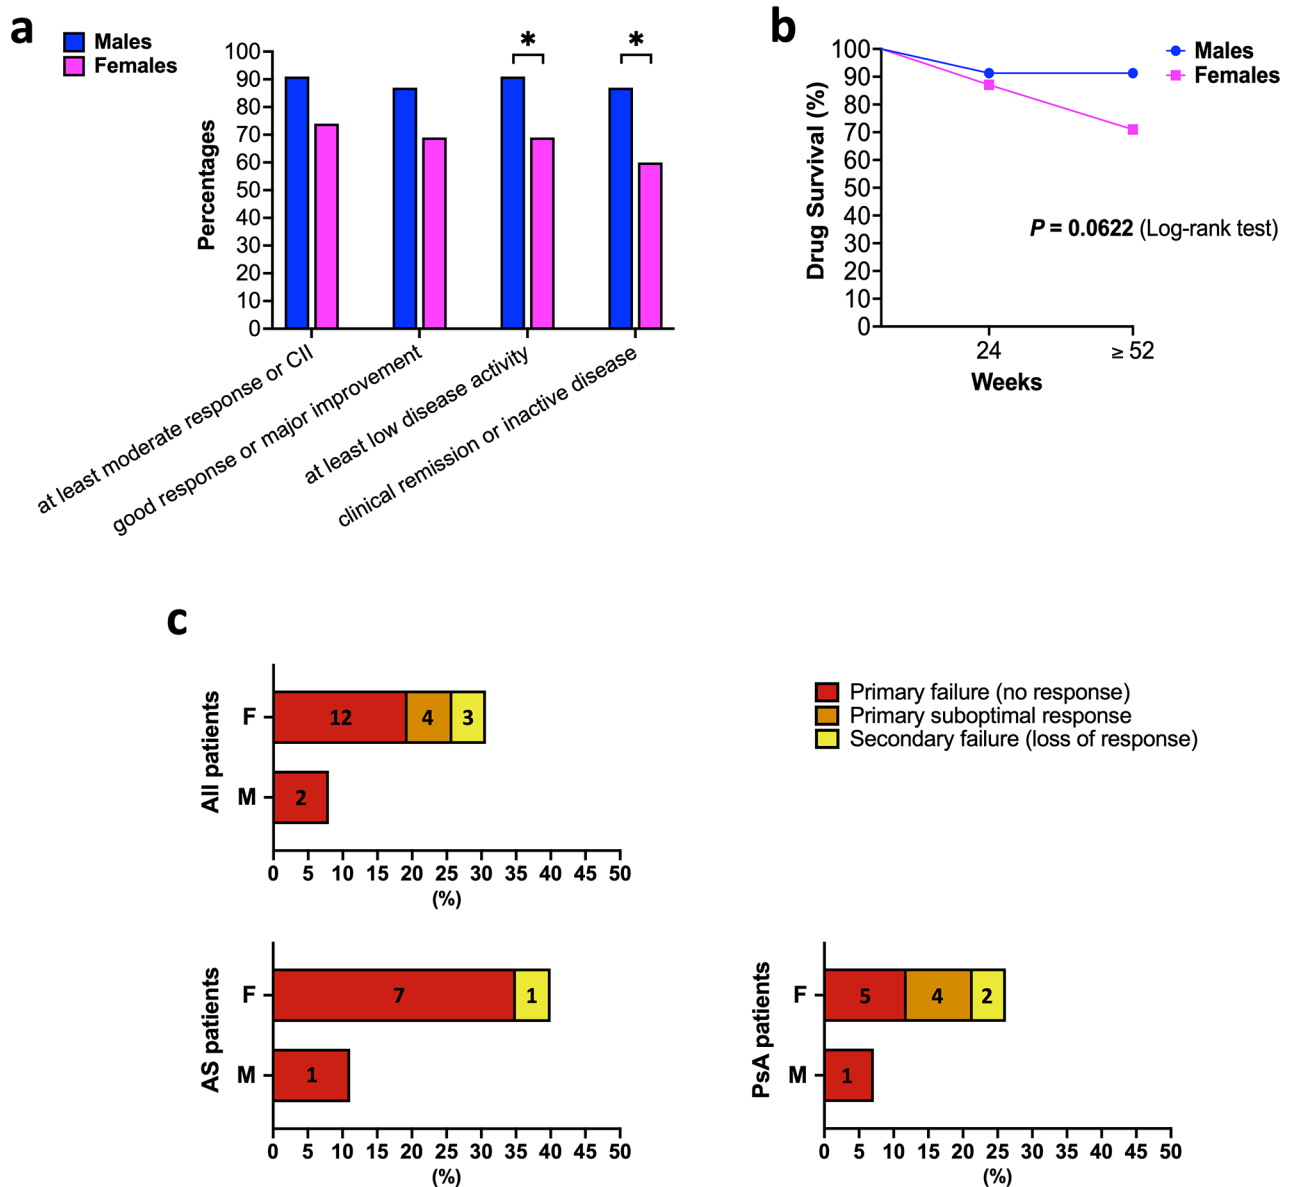 a
Males
Females
*
*
100
90
80
70
60
50
40
30
20
10
0
Percentages
at least moderate response or CII
good response or major improvement
at least low disease activity
clinical remission or inactive disease
b
Males
Females
100
90
80
70
60
50
40
30
20
10
0
Drug Survival (%)
P = 0.0622 (Log-rank test)
24
≥ 52
Weeks
c
All patients
F
12 4 3
M
2
0 5 10 15 20 25 30 35 40 45 50
(%)
Primary failure (no response)
Primary suboptimal response
Secondary failure (loss of response)
AS patients
F
7 1
M
1
0 5 10 15 20 25 30 35 40 45 50
(%)
PsA patients
F
5 4 2
M
1
0 5 10 15 20 25 30 35 40 45 50
(%)